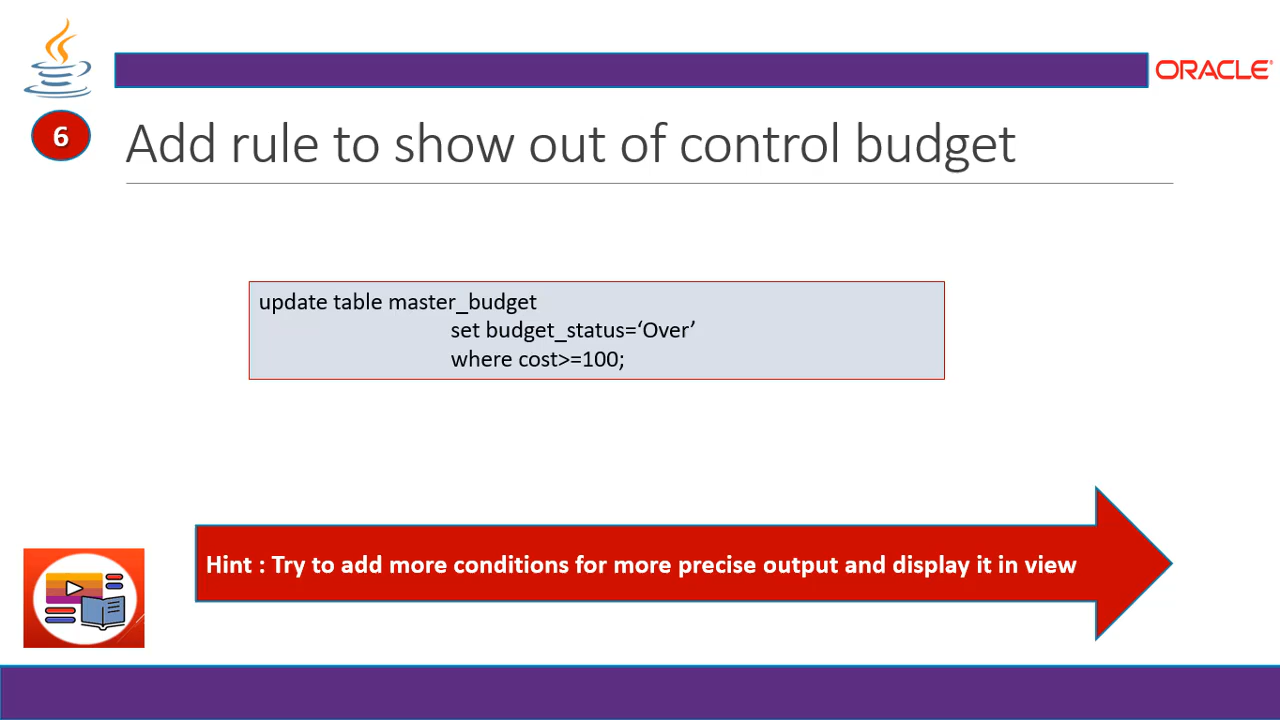 ORACLE
6
Add rule to show out of control budget
update table master_budget
set budget_status=‘Over’
where cost>=100;
Hint : Try to add more conditions for more precise output and display it in view